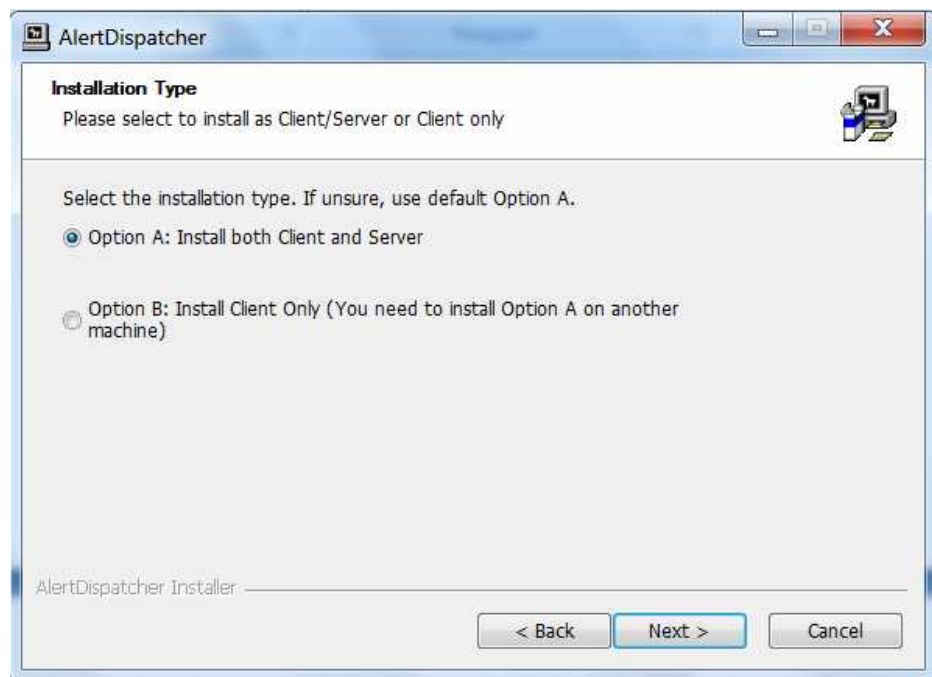 AlertDispatcher
Installation Type
Please select to install as Client/Server or Client only
Select the installation type. If unsure, use default Option A.
Option A: Install both Client and Server
Option B: Install Client Only (You need to install Option A on another
machine)
AlertDispatcher Installer
< Back Next > Cancel